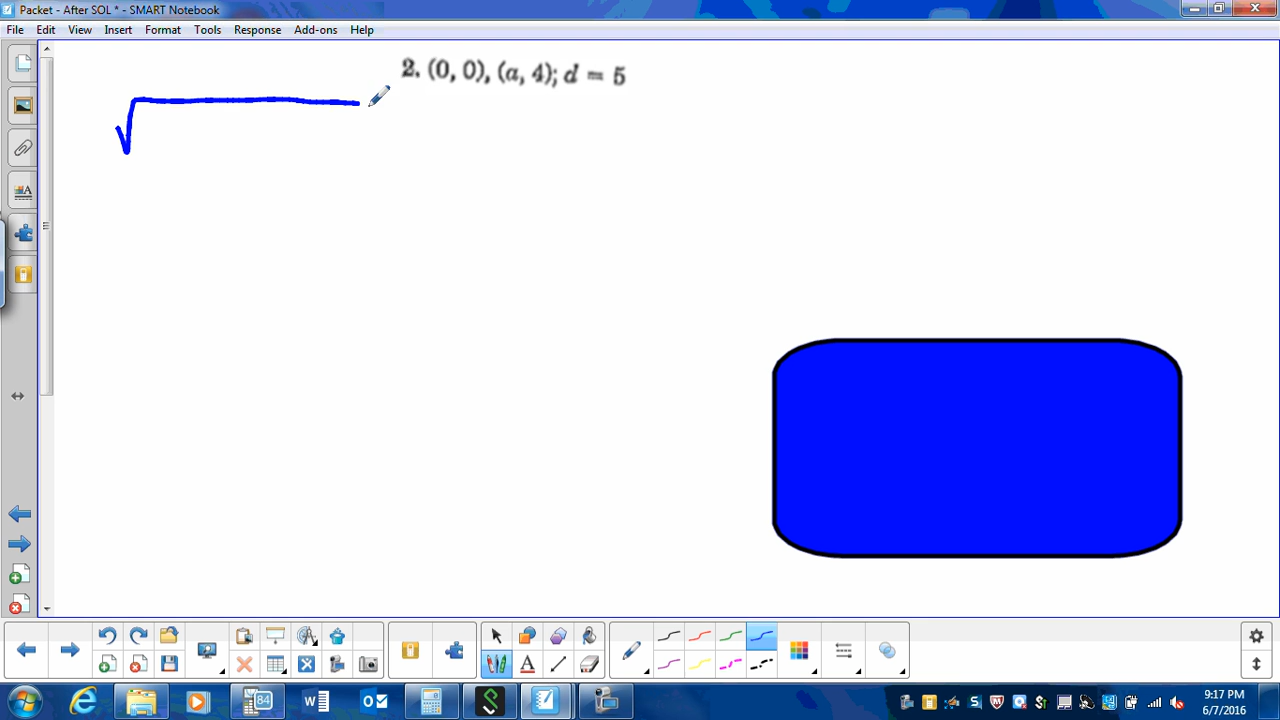 Packet - After SOL * - SMART Notebook
File Edit View Insert Format Tools Response Add-ons Help
2. (0, 0), (a, 4); d = 5
√
84
9:17 PM
6/7/2016